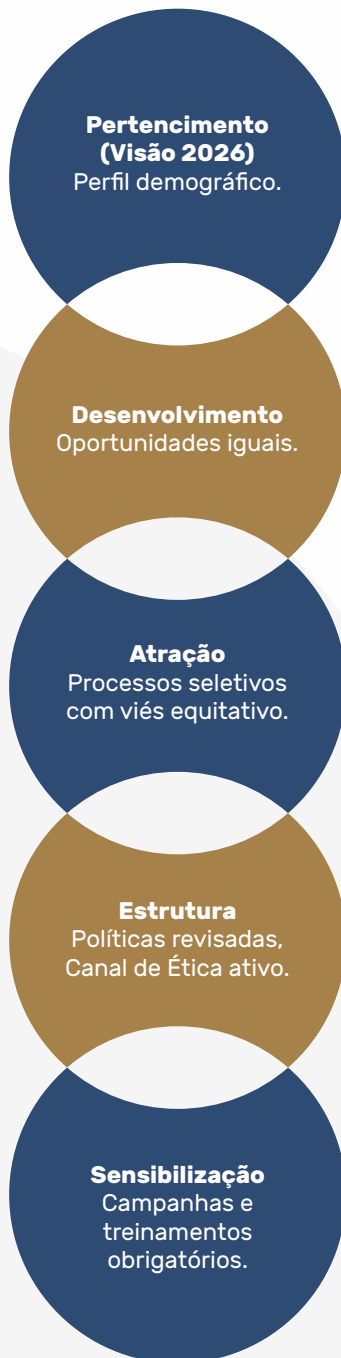 Pertencimento
(Visão 2026)
Perfil demográfico.
Desenvolvimento
Oportunidades iguais.
Atração
Processos seletivos
com viés equitativo.
Estrutura
Políticas revisadas,
Canal de Ética ativo.
Sensibilização
Campanhas e
treinamentos
obrigatórios.